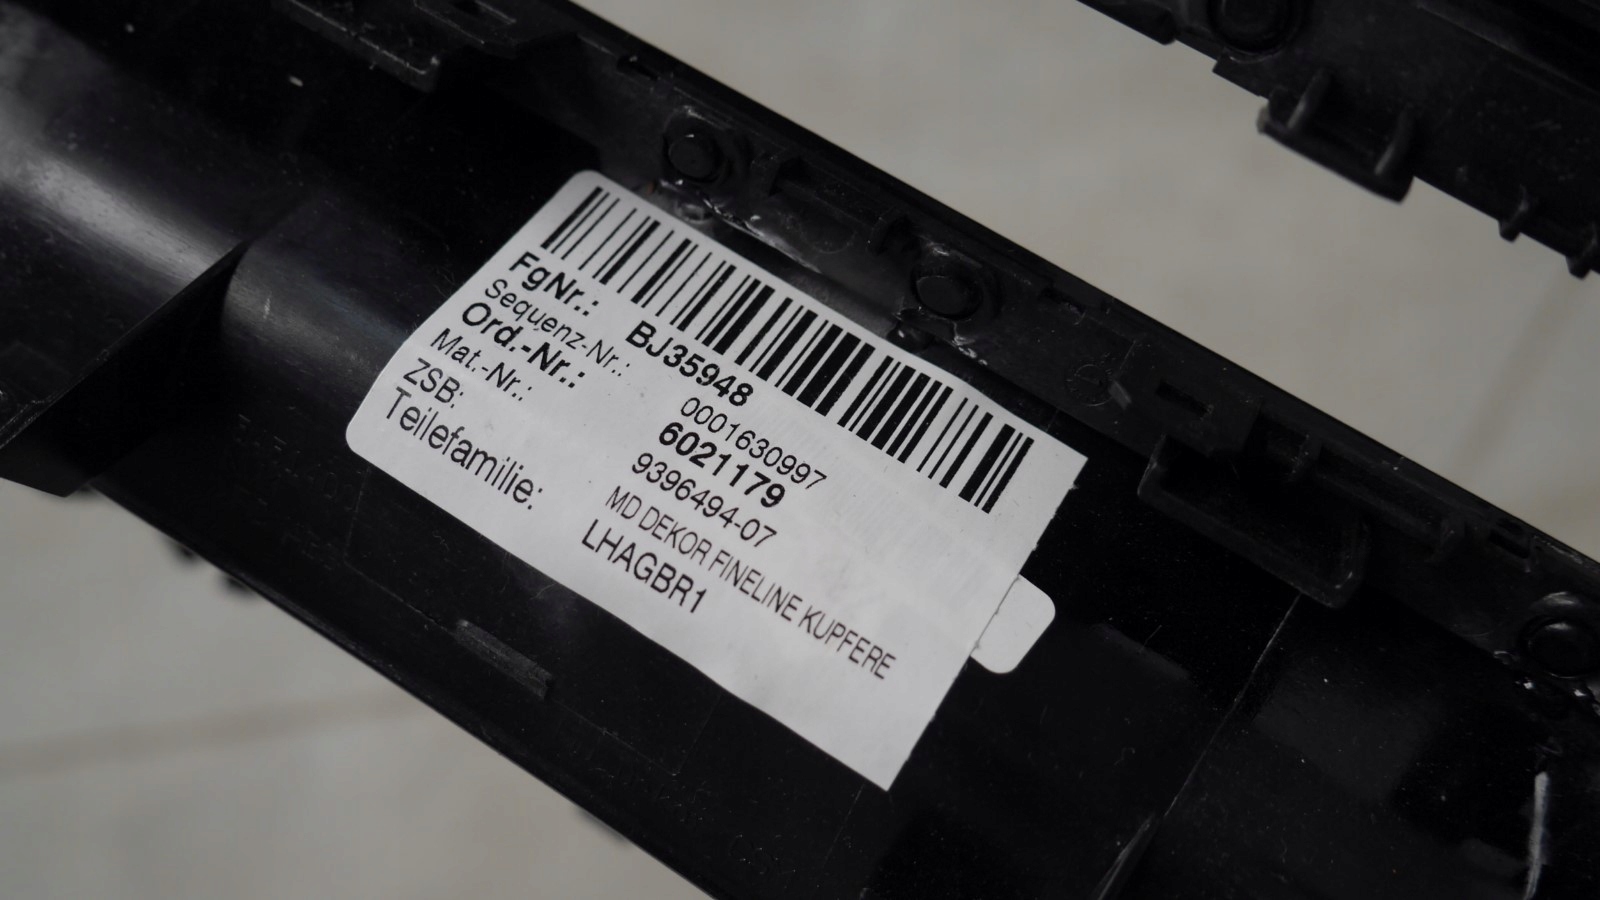 FgNr.: BJ35948
Sequenz-Nr.: 0001630997
Ord.-Nr.: 6021179
Mat.-Nr.: 9396494-07
ZSB: MD DEKOR FINELINE KUPFERE
Teilefamilie: LHAGBR1